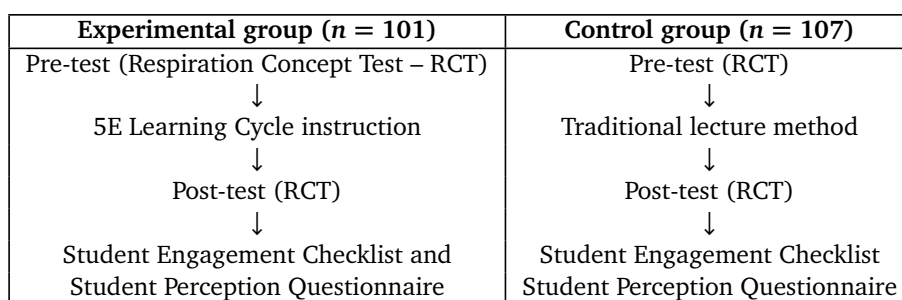 Experimental group (n = 101)
Control group (n = 107)
Pre-test (Respiration Concept Test – RCT)
Pre-test (RCT)
↓
↓
5E Learning Cycle instruction
Traditional lecture method
↓
↓
Post-test (RCT)
Post-test (RCT)
↓
↓
Student Engagement Checklist and
Student Engagement Checklist
Student Perception Questionnaire
Student Perception Questionnaire